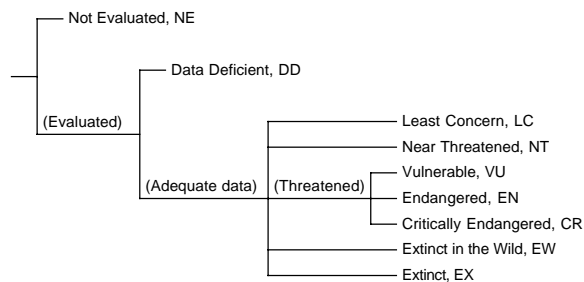 Not Evaluated, NE
Data Deficient, DD
(Evaluated)
Least Concern, LC
Near Threatened, NT
Vulnerable, VU
(Adequate data) (Threatened)
Endangered, EN
Critically Endangered, CR
Extinct in the Wild, EW
Extinct, EX